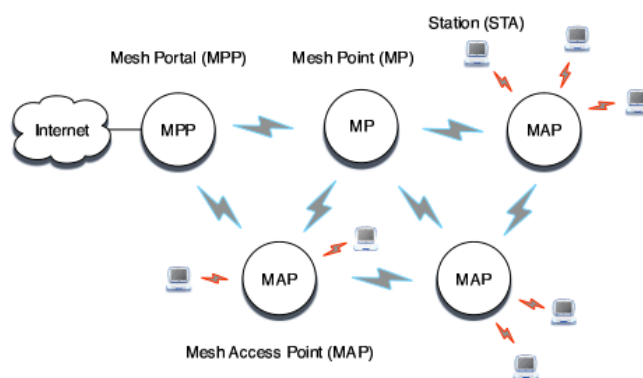 Station (STA)
Mesh Portal (MPP)
Mesh Point (MP)
Internet
MPP
MP
MAP
MAP
MAP
Mesh Access Point (MAP)